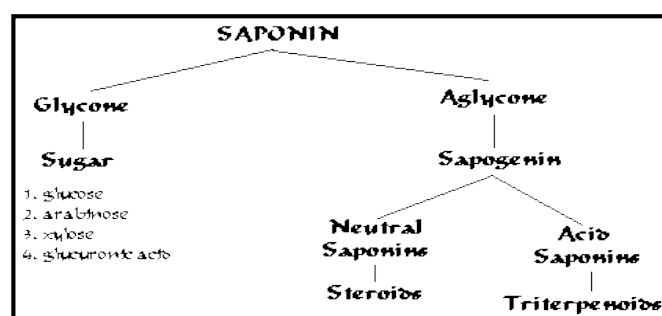 SAPONIN
Glycone
Aglycone
Sugar
Sapogenin
1. glucose
2. arabinose
3. xylose
4. glucuronic acid
Neutral
Saponins
Acid
Saponins
Steroids
Triterpenoids